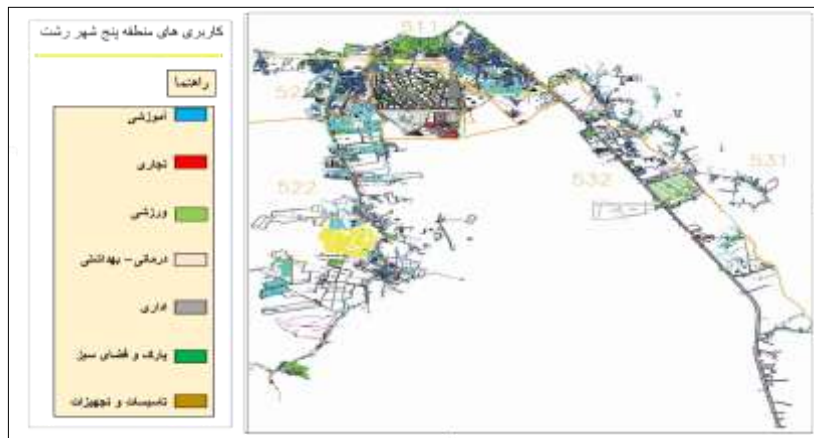 کاربری های منطقه پنج شهر رشت
راهنما
آموزشی
تجاری
ورزشی
درمانی – بهداشتی
اداری
پارک و فضای سبز
تاسیسات و تجهیزات
511
522
532
531